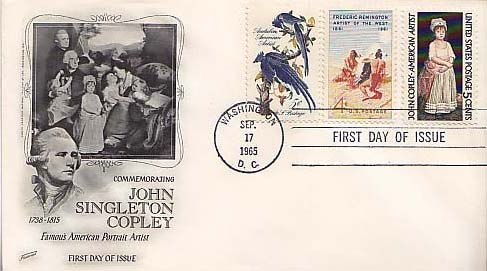 COMMEMORATING
JOHN
SINGLETON
COPLEY
1738-1815
Famous American Portrait Artist
FIRST DAY OF ISSUE
WASHINGTON
SEP.
17
1965
D. C.
Audubon
American
Artist
5¢
U.S. Postage
FREDERIC REMINGTON
ARTIST OF THE WEST
1861 1961
4¢
U.S. POSTAGE
JOHN COPLEY·AMERICAN ARTIST
UNITED STATES POSTAGE 5 CENTS
FIRST DAY OF ISSUE